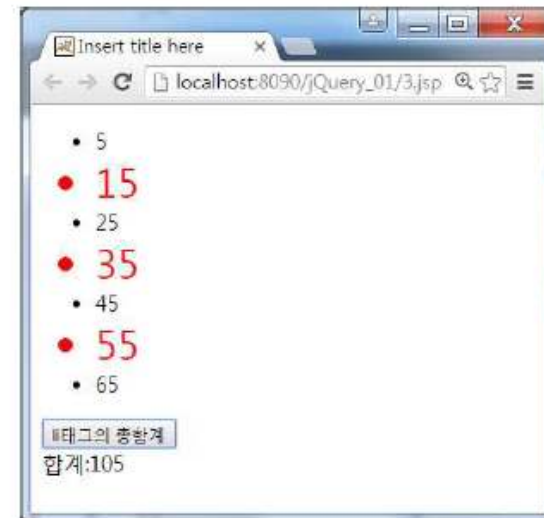 Insert title here
localhost:8090/jQuery_01/3.jsp
5
15
25
35
45
55
65
li태그의 총합계
합계:105